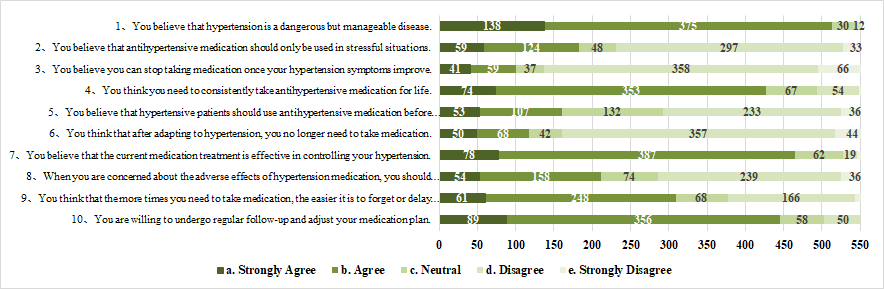 1、You believe that hypertension is a dangerous but manageable disease. 138 375 30 12
2、You believe that antihypertensive medication should only be used in stressful situations. 59 124 48 297 33
3、You believe you can stop taking medication once your hypertension symptoms improve. 41 59 37 358 66
4、You think you need to consistently take antihypertensive medication for life. 74 353 67 54
5、You believe that hypertensive patients should use antihypertensive medication before... 53 107 132 233 36
6、You think that after adapting to hypertension, you no longer need to take medication. 50 68 42 357 44
7、You believe that the current medication treatment is effective in controlling your hypertension. 78 387 62 19
8、When you are concerned about the adverse effects of hypertension medication, you should... 54 158 74 239 36
9、You think that the more times you need to take medication, the easier it is to forget or delay... 61 248 68 166
10、You are willing to undergo regular follow-up and adjust your medication plan. 89 356 58 50
0 50 100 150 200 250 300 350 400 450 500 550
a. Strongly Agree b. Agree c. Neutral d. Disagree e. Strongly Disagree